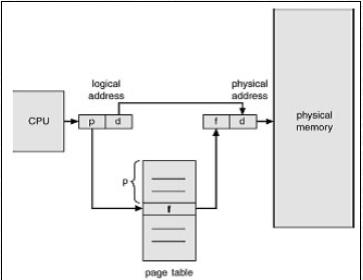 logical
address
physical
address
CPU
p d
f d
physical
memory
p
f
page table